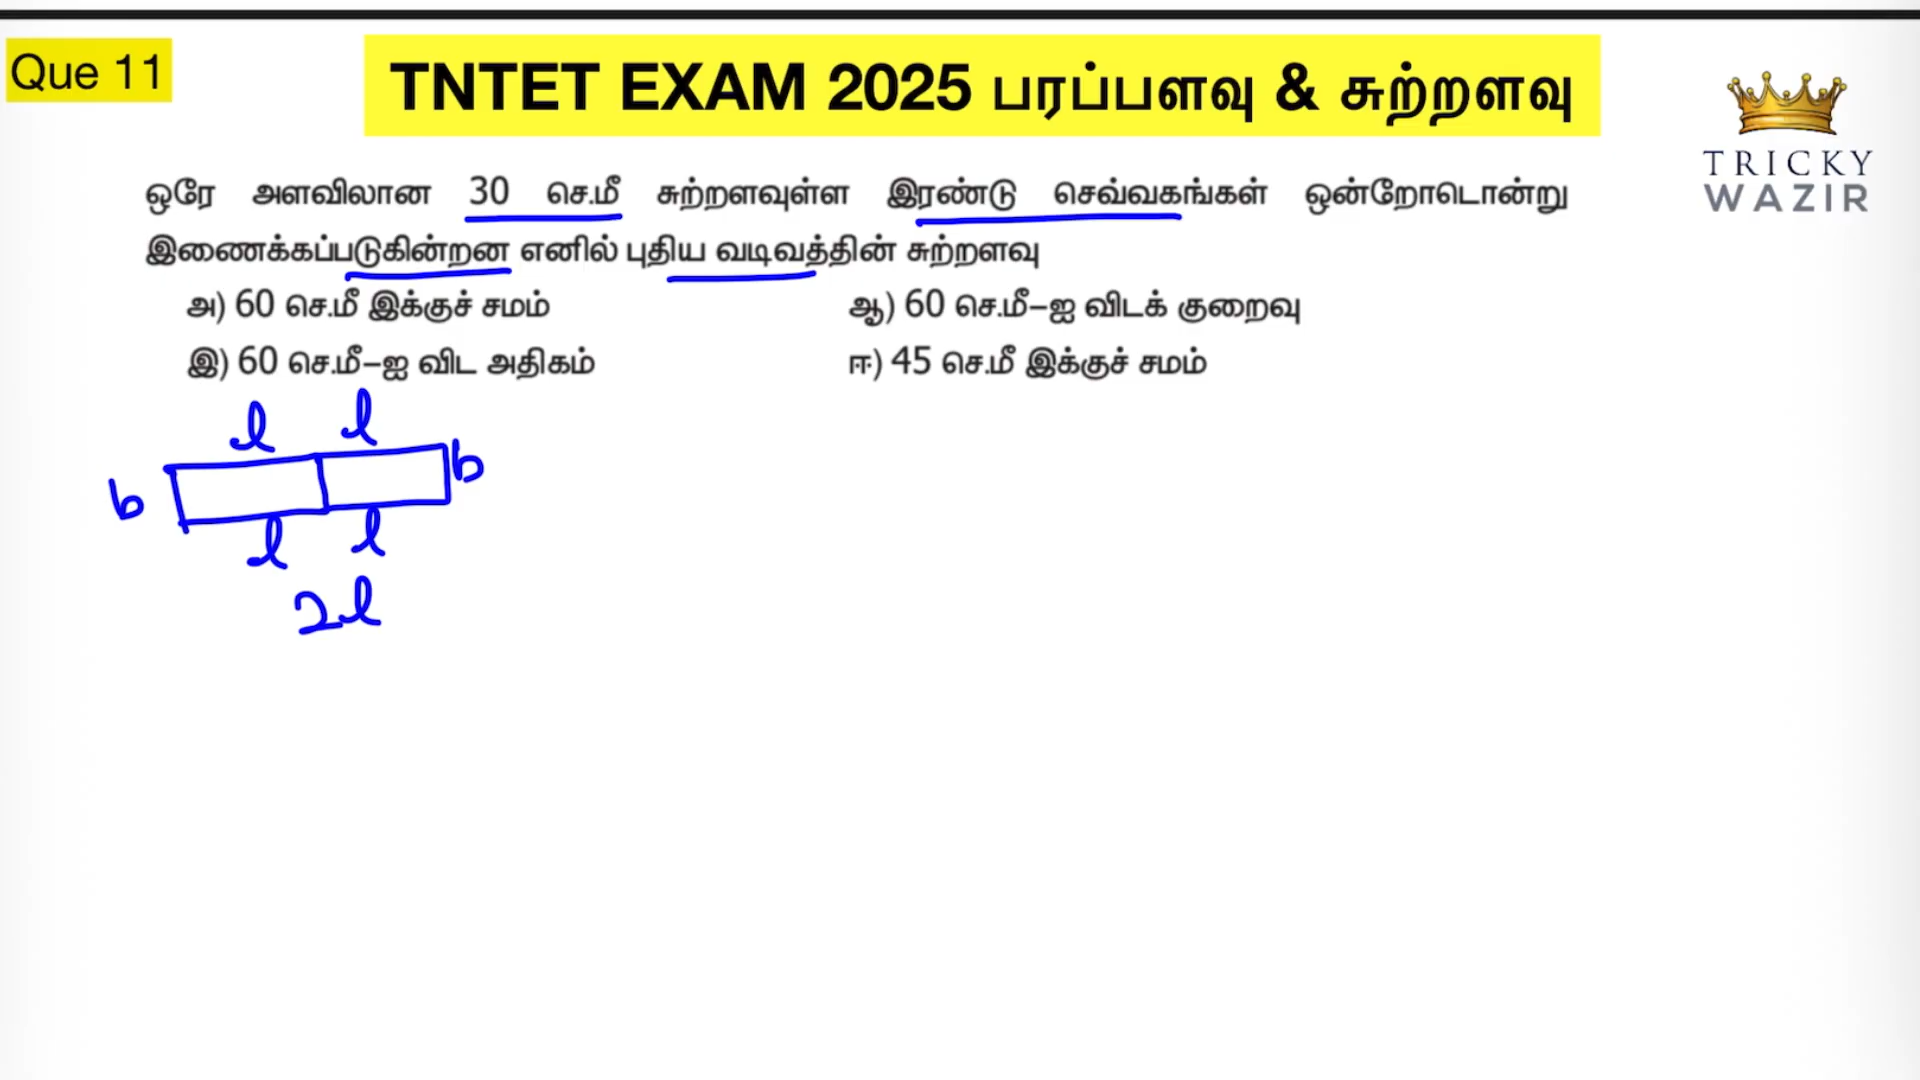 Que 11
TNTET EXAM 2025 பரப்பளவு & சுற்றளவு
TRICKY
WAZIR
ஒரே அளவிலான 30 செ.மீ சுற்றளவுள்ள இரண்டு செவ்வகங்கள் ஒன்றோடொன்று
இணைக்கப்படுகின்றன எனில் புதிய வடிவத்தின் சுற்றளவு
அ) 60 செ.மீ இக்குச் சமம் ஆ) 60 செ.மீ–ஐ விடக் குறைவு
இ) 60 செ.மீ–ஐ விட அதிகம் ஈ) 45 செ.மீ இக்குச் சமம்
l l
b b
l l
2l